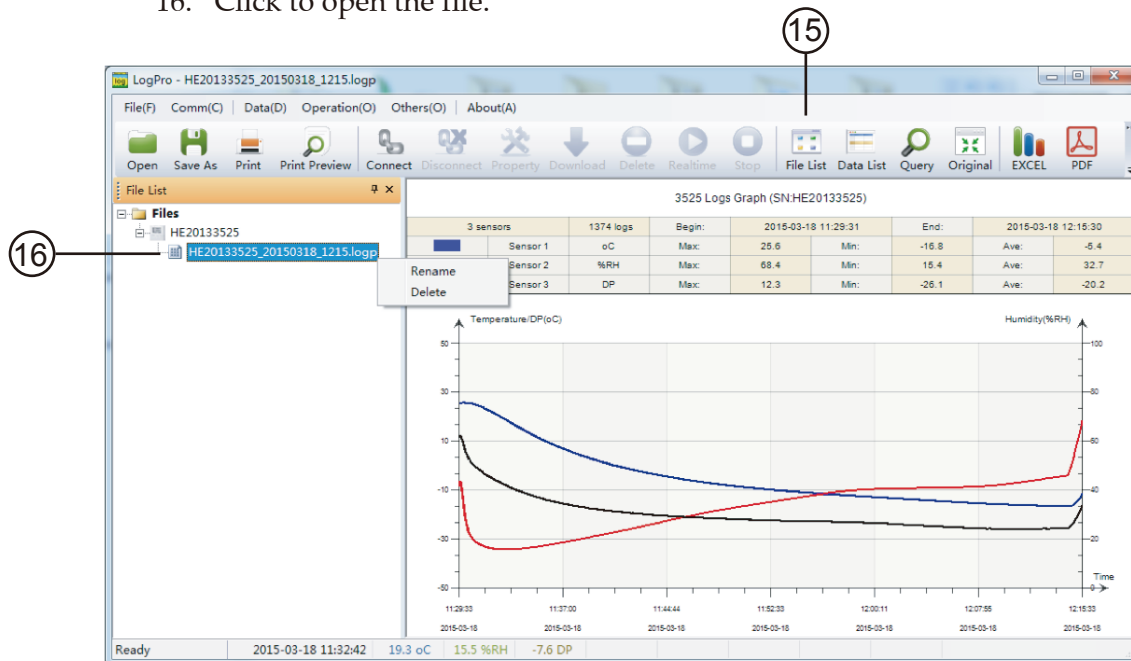 16. Click to open the file.
15
LogPro - HE20133525_20150318_1215.logp
File(F) Comm(C) Data(D) Operation(O) Others(O) About(A)
Open Save As Print Print Preview Connect Disconnect Property Download Delete Realtime Stop File List Data List Query Original EXCEL PDF
File List
3525 Logs Graph (SN:HE20133525)
Files
HE20133525
16
HE20133525_20150318_1215.logp
Rename
Delete
3 sensors 1374 logs Begin: 2015-03-18 11:29:31 End: 2015-03-18 12:15:30
Sensor 1 oC Max: 25.6 Min: -16.8 Ave: -5.4
Sensor 2 %RH Max: 68.4 Min: 15.4 Ave: 32.7
Sensor 3 DP Max: 12.3 Min: -26.1 Ave: -20.2
Temperature/DP(oC) Humidity(%RH)
50 100
30 80
10 60
-10 40
-30 20
-50 0
Time
11:29:33 11:37:00 11:44:44 11:52:33 12:00:11 12:07:55 12:15:33
2015-03-18 2015-03-18 2015-03-18 2015-03-18 2015-03-18 2015-03-18 2015-03-18
Ready 2015-03-18 11:32:42 19.3 oC 15.5 %RH -7.6 DP